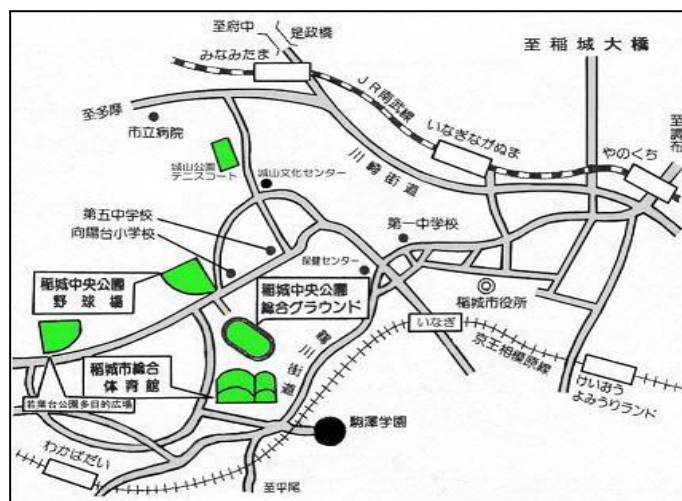 至府中
是政橋
みなみたま
至稲城大橋
JR南武線
至多摩
市立病院
いなぎながぬま
至調布
やのくち
川崎街道
城山公園
テニスコート
城山文化センター
第五中学校
向陽台小学校
第一中学校
保健センター
稲城中央公園
野球場
稲城中央公園
総合グラウンド
稲城市役所
いなぎ
京王相模原線
鶴川街道
稲城市総合
体育館
けいおう
よみうりランド
若葉台公園多目的広場
駒澤学園
わかばだい
至平尾